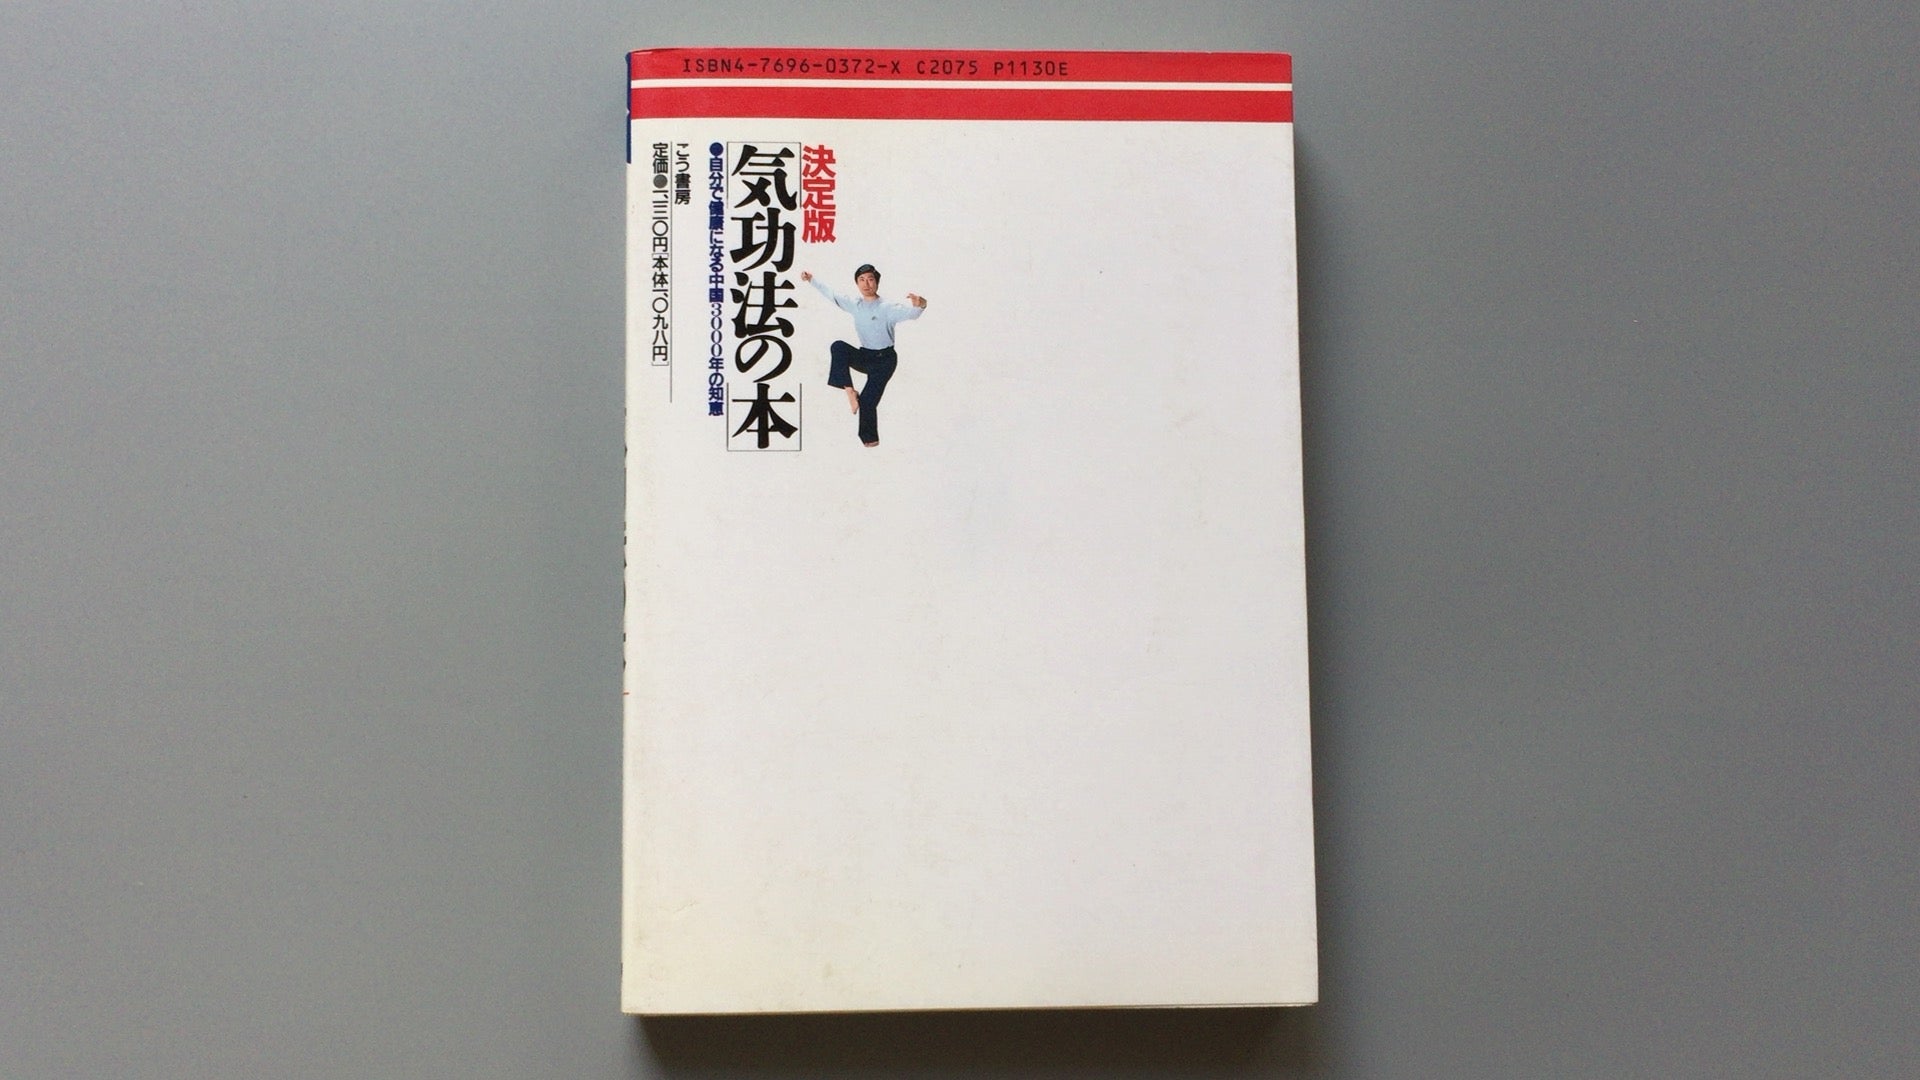 ISBN4-7696-0372-X C2075 P1130E
決定版
気功法の本
●自分で健康になる中国3000年の知恵
こう書房
定価●一、一三〇円[本体一、〇九八円]